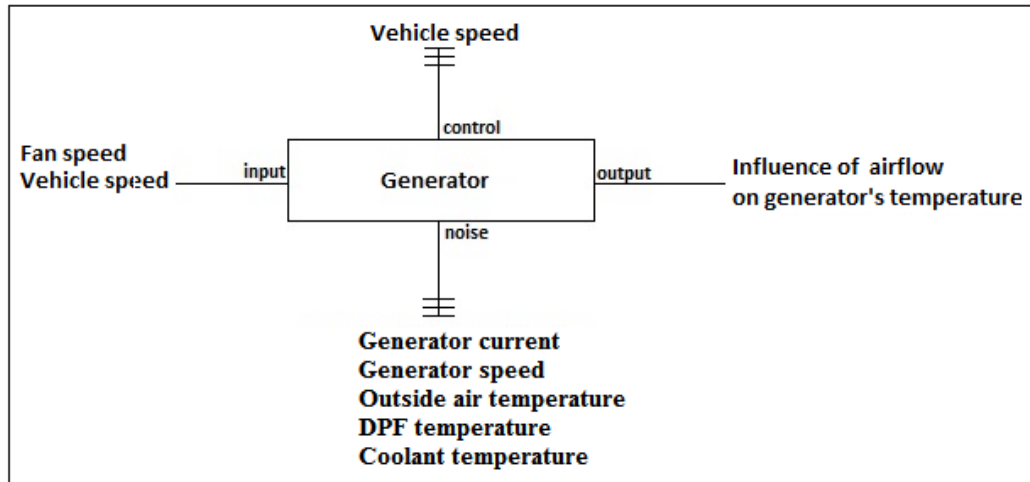 Vehicle speed
control
Fan speed
Vehicle speed
input
Generator
output
Influence of airflow
on generator's temperature
noise
Generator current
Generator speed
Outside air temperature
DPF temperature
Coolant temperature